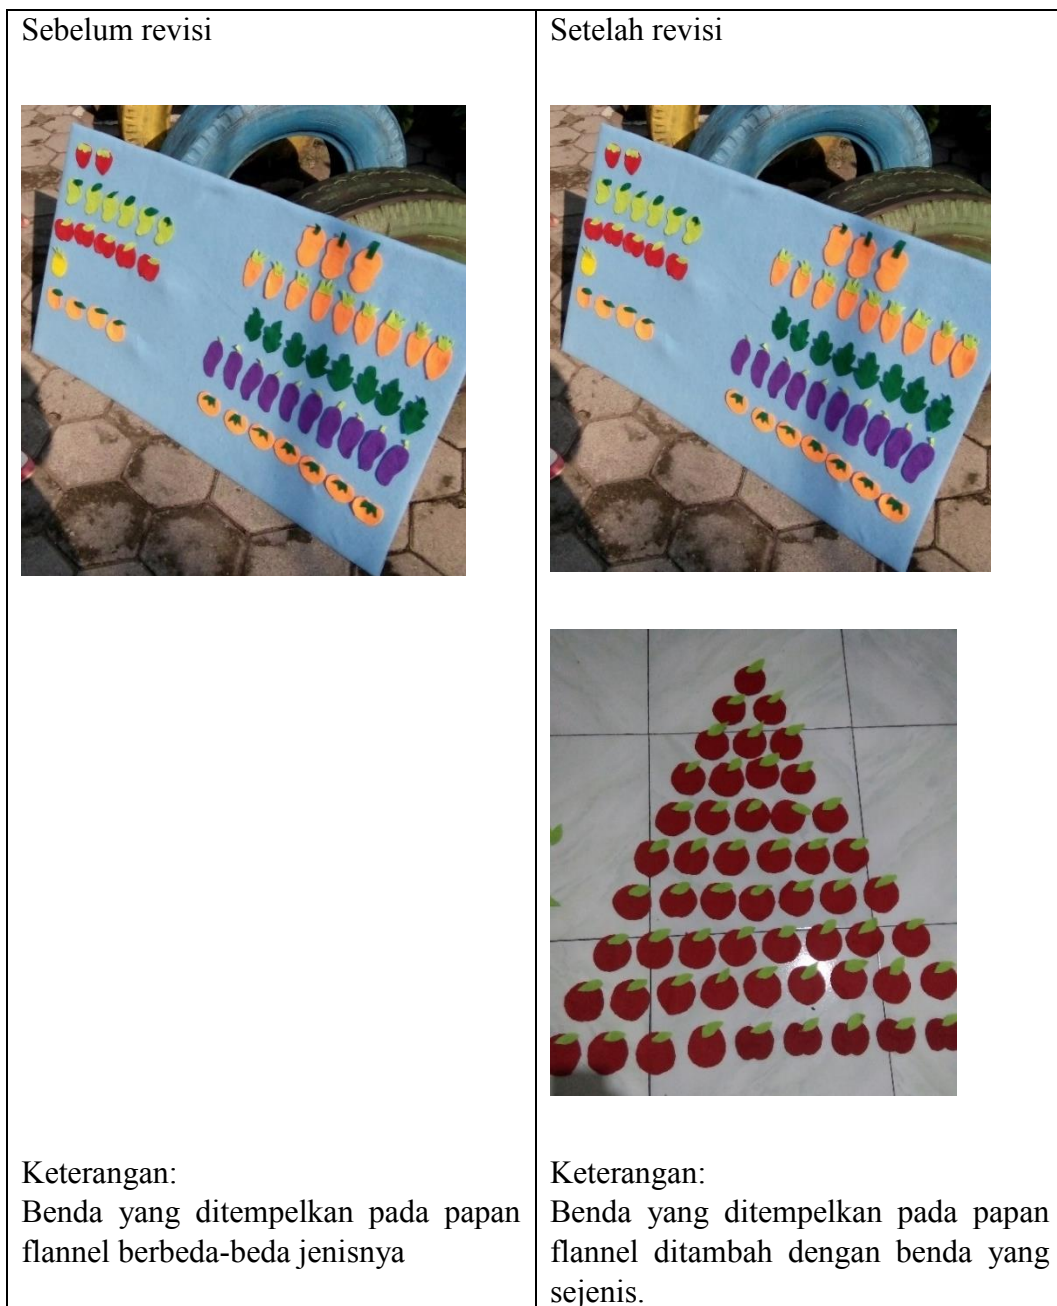 Sebelum revisi
Setelah revisi
Keterangan:
Benda yang ditempelkan pada papan
flannel berbeda-beda jenisnya
Keterangan:
Benda yang ditempelkan pada papan
flannel ditambah dengan benda yang
sejenis.